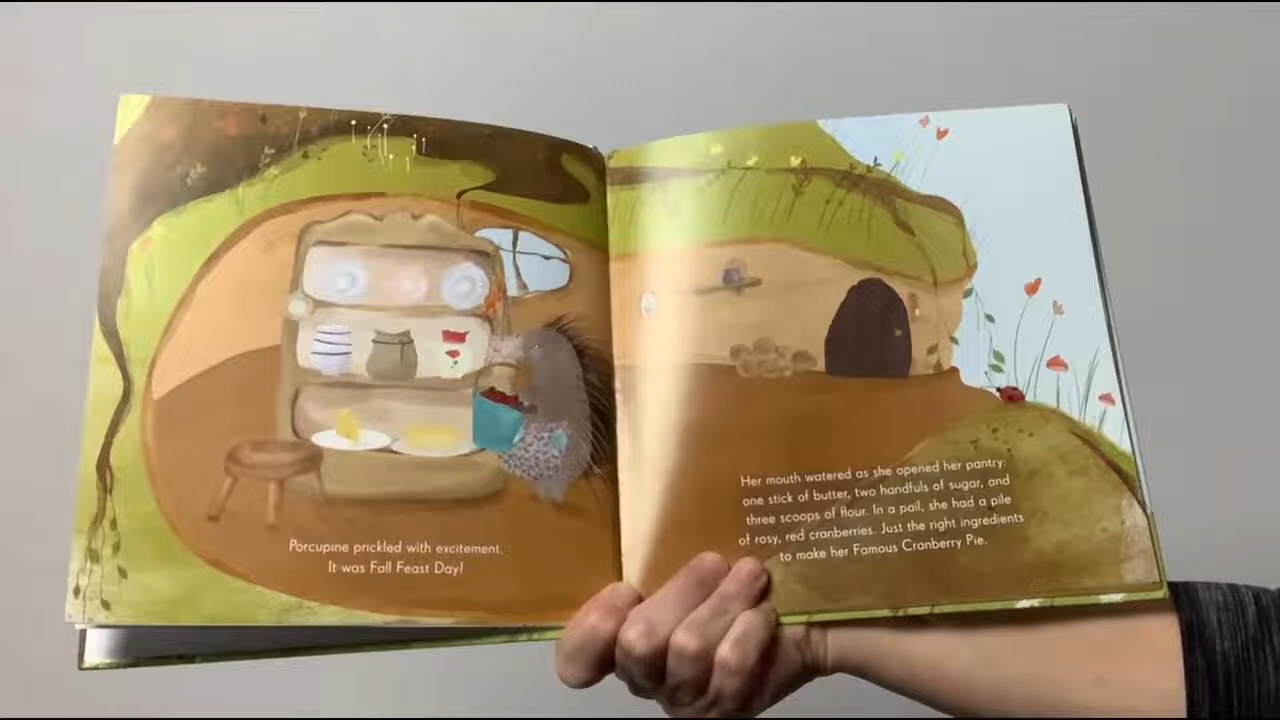 Porcupine prickled with excitement.
It was Fall Feast Day!
Her mouth watered as she opened her pantry:
one stick of butter, two handfuls of sugar, and
three scoops of flour. In a pail, she had a pile
of rosy, red cranberries. Just the right ingredients
to make her Famous Cranberry Pie.